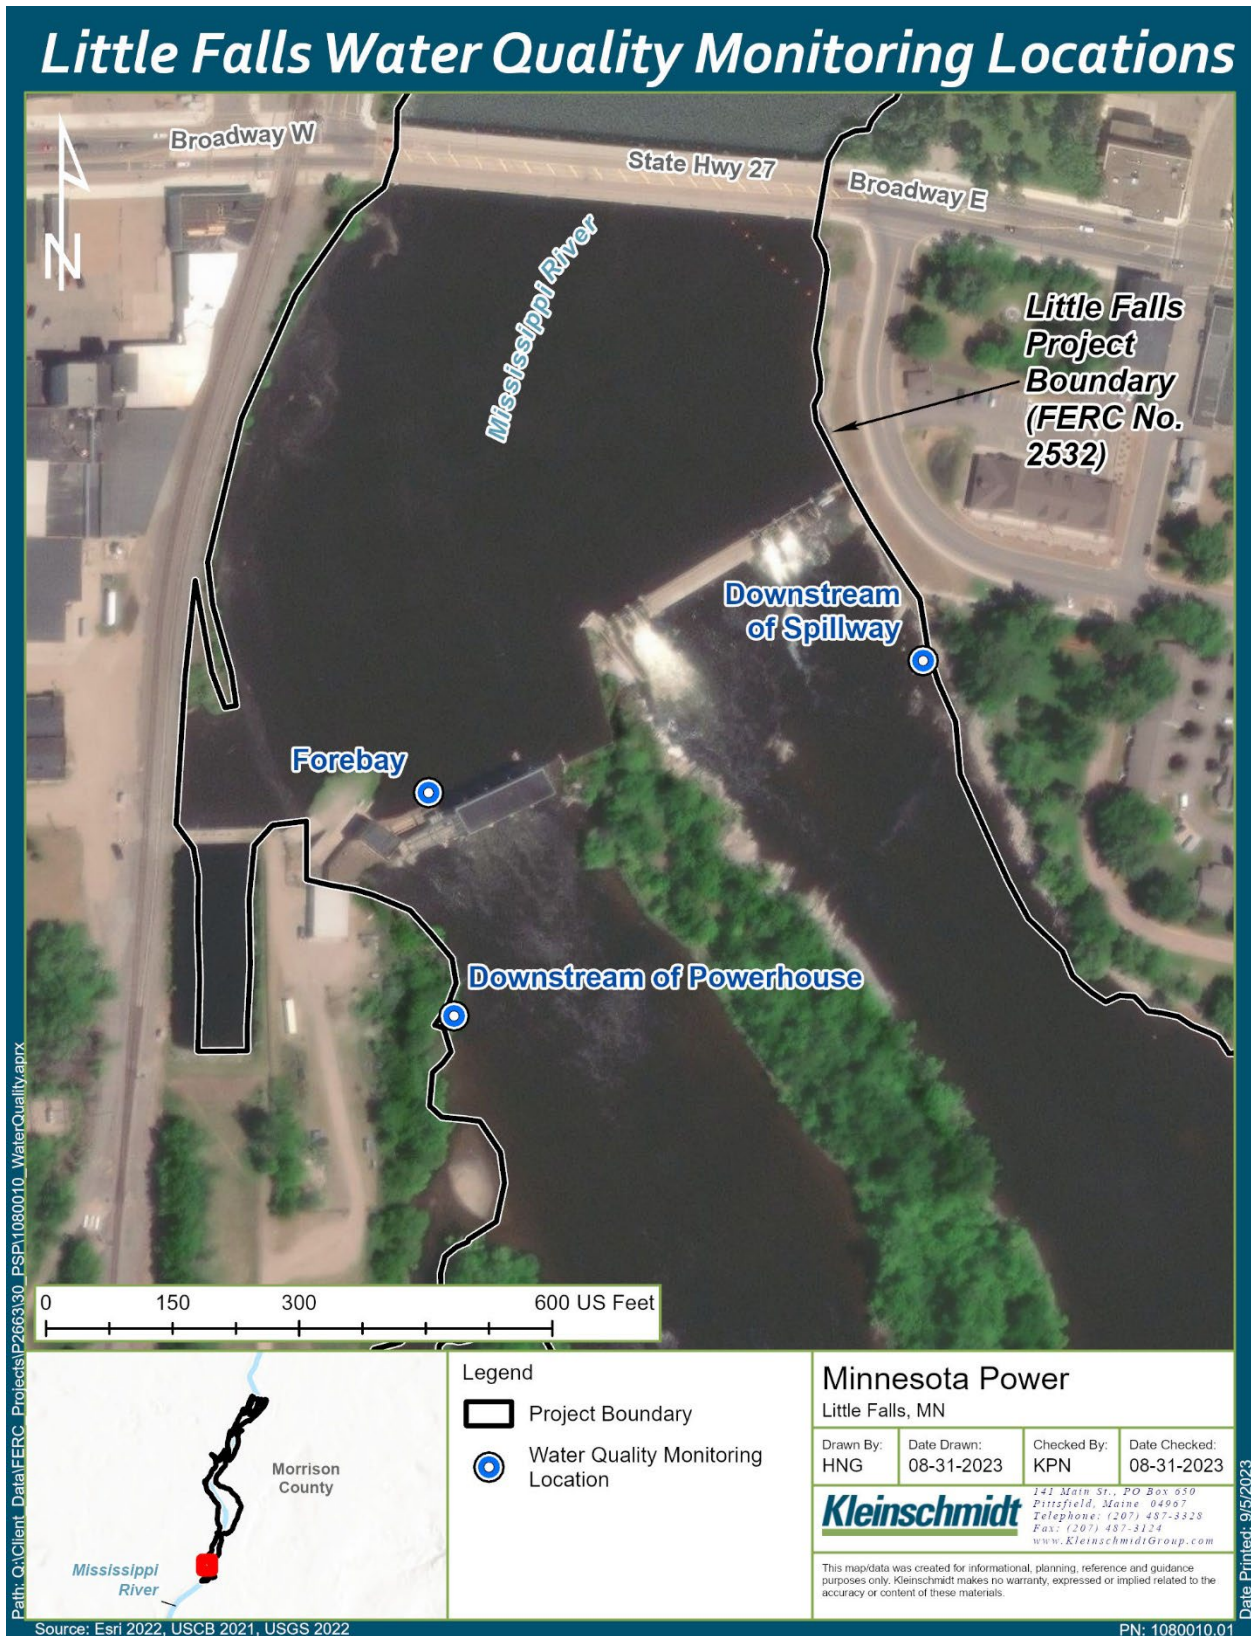 Little Falls Water Quality Monitoring Locations
Broadway W
State Hwy 27
Broadway E
N
Mississippi River
Little Falls
Project
Boundary
(FERC No.
2532)
Downstream
of Spillway
Forebay
Downstream of Powerhouse
0 150 300 600 US Feet
Morrison
County
Mississippi
River
Legend
Project Boundary
Water Quality Monitoring
Location
Minnesota Power
Little Falls, MN
Drawn By:
HNG
Date Drawn:
08-31-2023
Checked By:
KPN
Date Checked:
08-31-2023
Kleinschmidt
141 Main St., PO Box 650
Pittsfield, Maine 04967
Telephone: (207) 487-3328
Fax: (207) 487-3124
www.KleinschmidtGroup.com
This map/data was created for informational, planning, reference and guidance
purposes only. Kleinschmidt makes no warranty, expressed or implied related to the
accuracy or content of these materials.
Path: Q:\Client_Data\FERC_Projects\P2663\30_PSP\1080010_WaterQuality.aprx
Date Printed: 9/5/2023
Source: Esri 2022, USCB 2021, USGS 2022
PN: 1080010.01